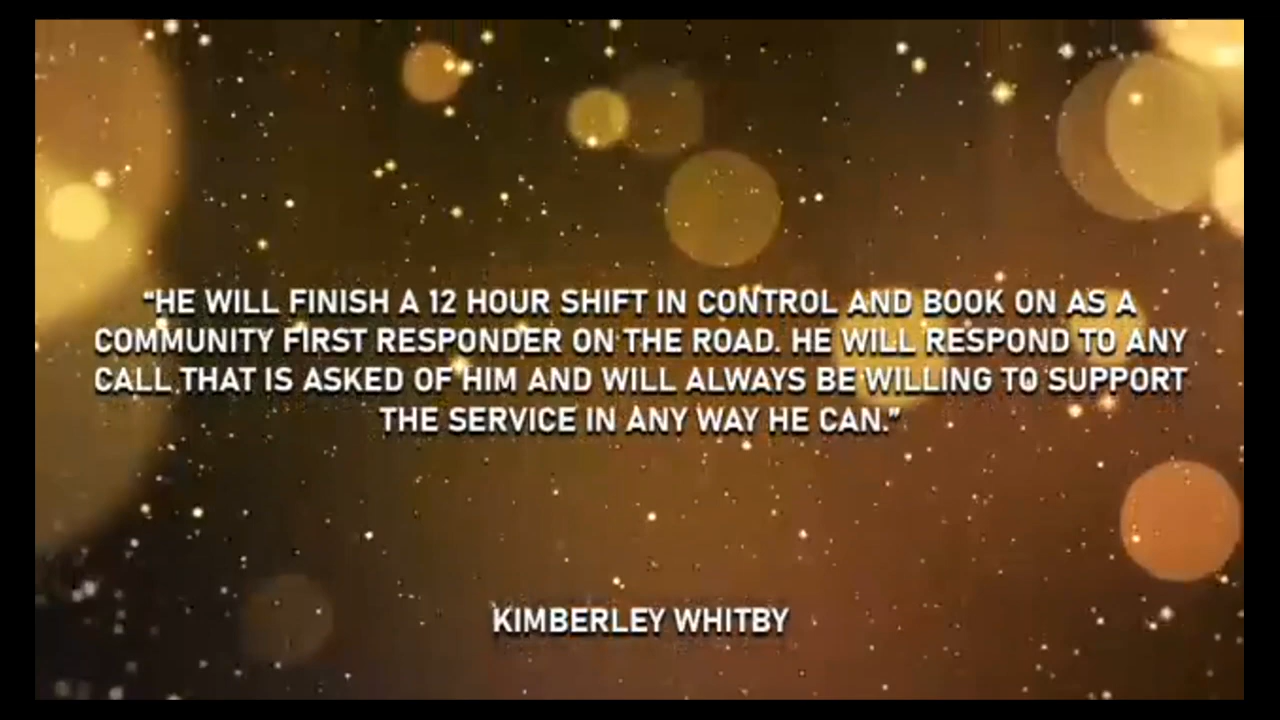 “HE WILL FINISH A 12 HOUR SHIFT IN CONTROL AND BOOK ON AS A
COMMUNITY FIRST RESPONDER ON THE ROAD. HE WILL RESPOND TO ANY
CALL THAT IS ASKED OF HIM AND WILL ALWAYS BE WILLING TO SUPPORT
THE SERVICE IN ANY WAY HE CAN.”
KIMBERLEY WHITBY